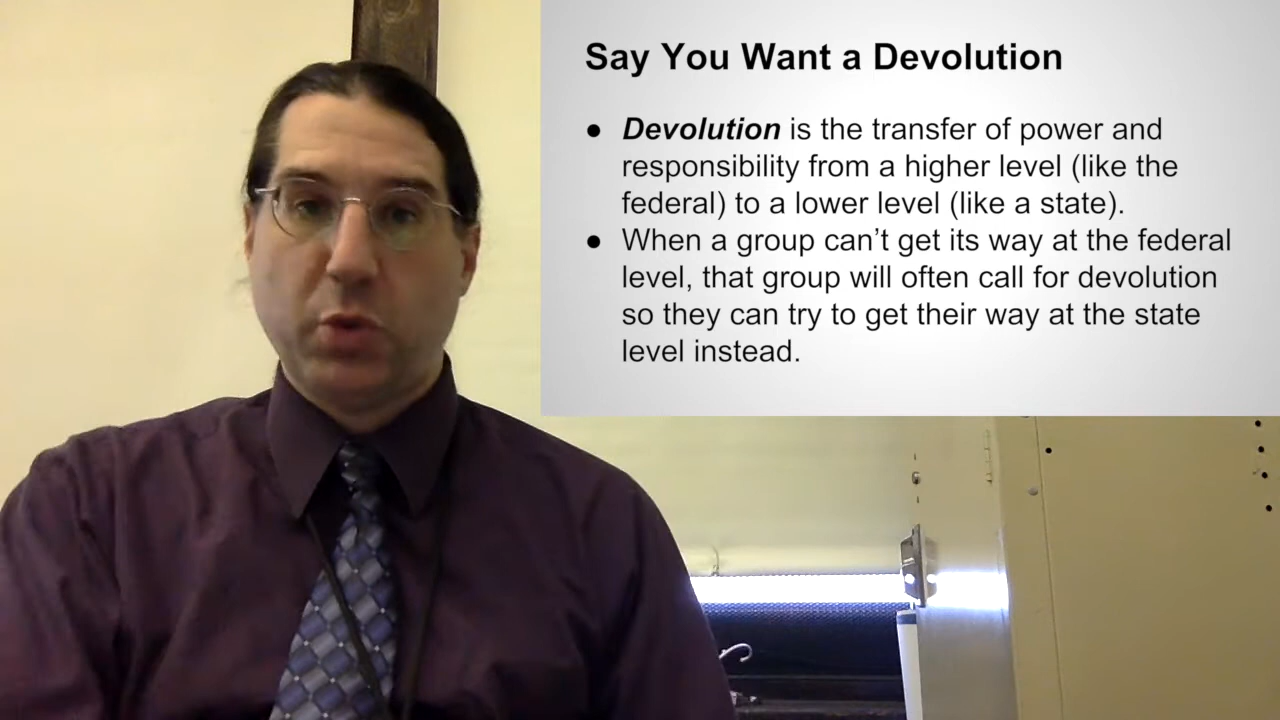 Say You Want a Devolution
● Devolution is the transfer of power and
responsibility from a higher level (like the
federal) to a lower level (like a state).
● When a group can’t get its way at the federal
level, that group will often call for devolution
so they can try to get their way at the state
level instead.